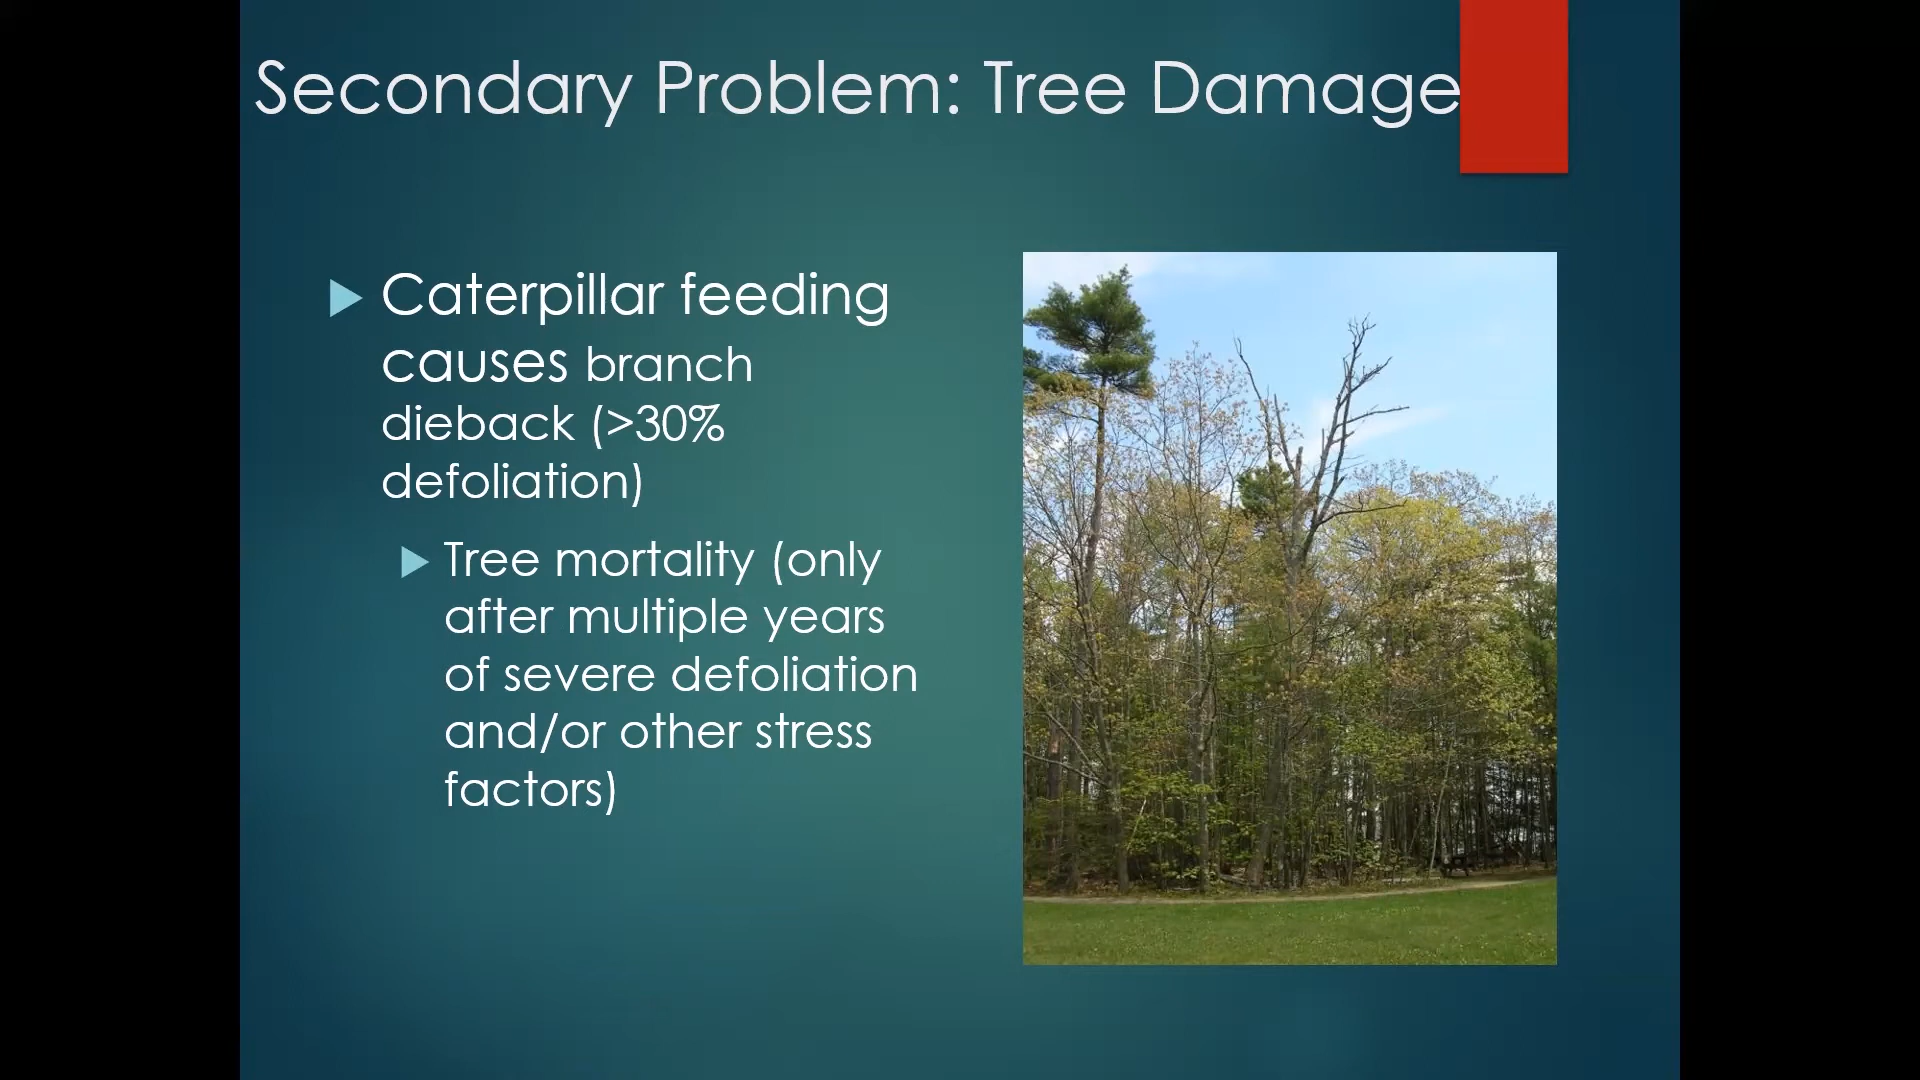 Secondary Problem: Tree Damage
Caterpillar feeding
causes branch
dieback (>30%
defoliation)
Tree mortality (only
after multiple years
of severe defoliation
and/or other stress
factors)